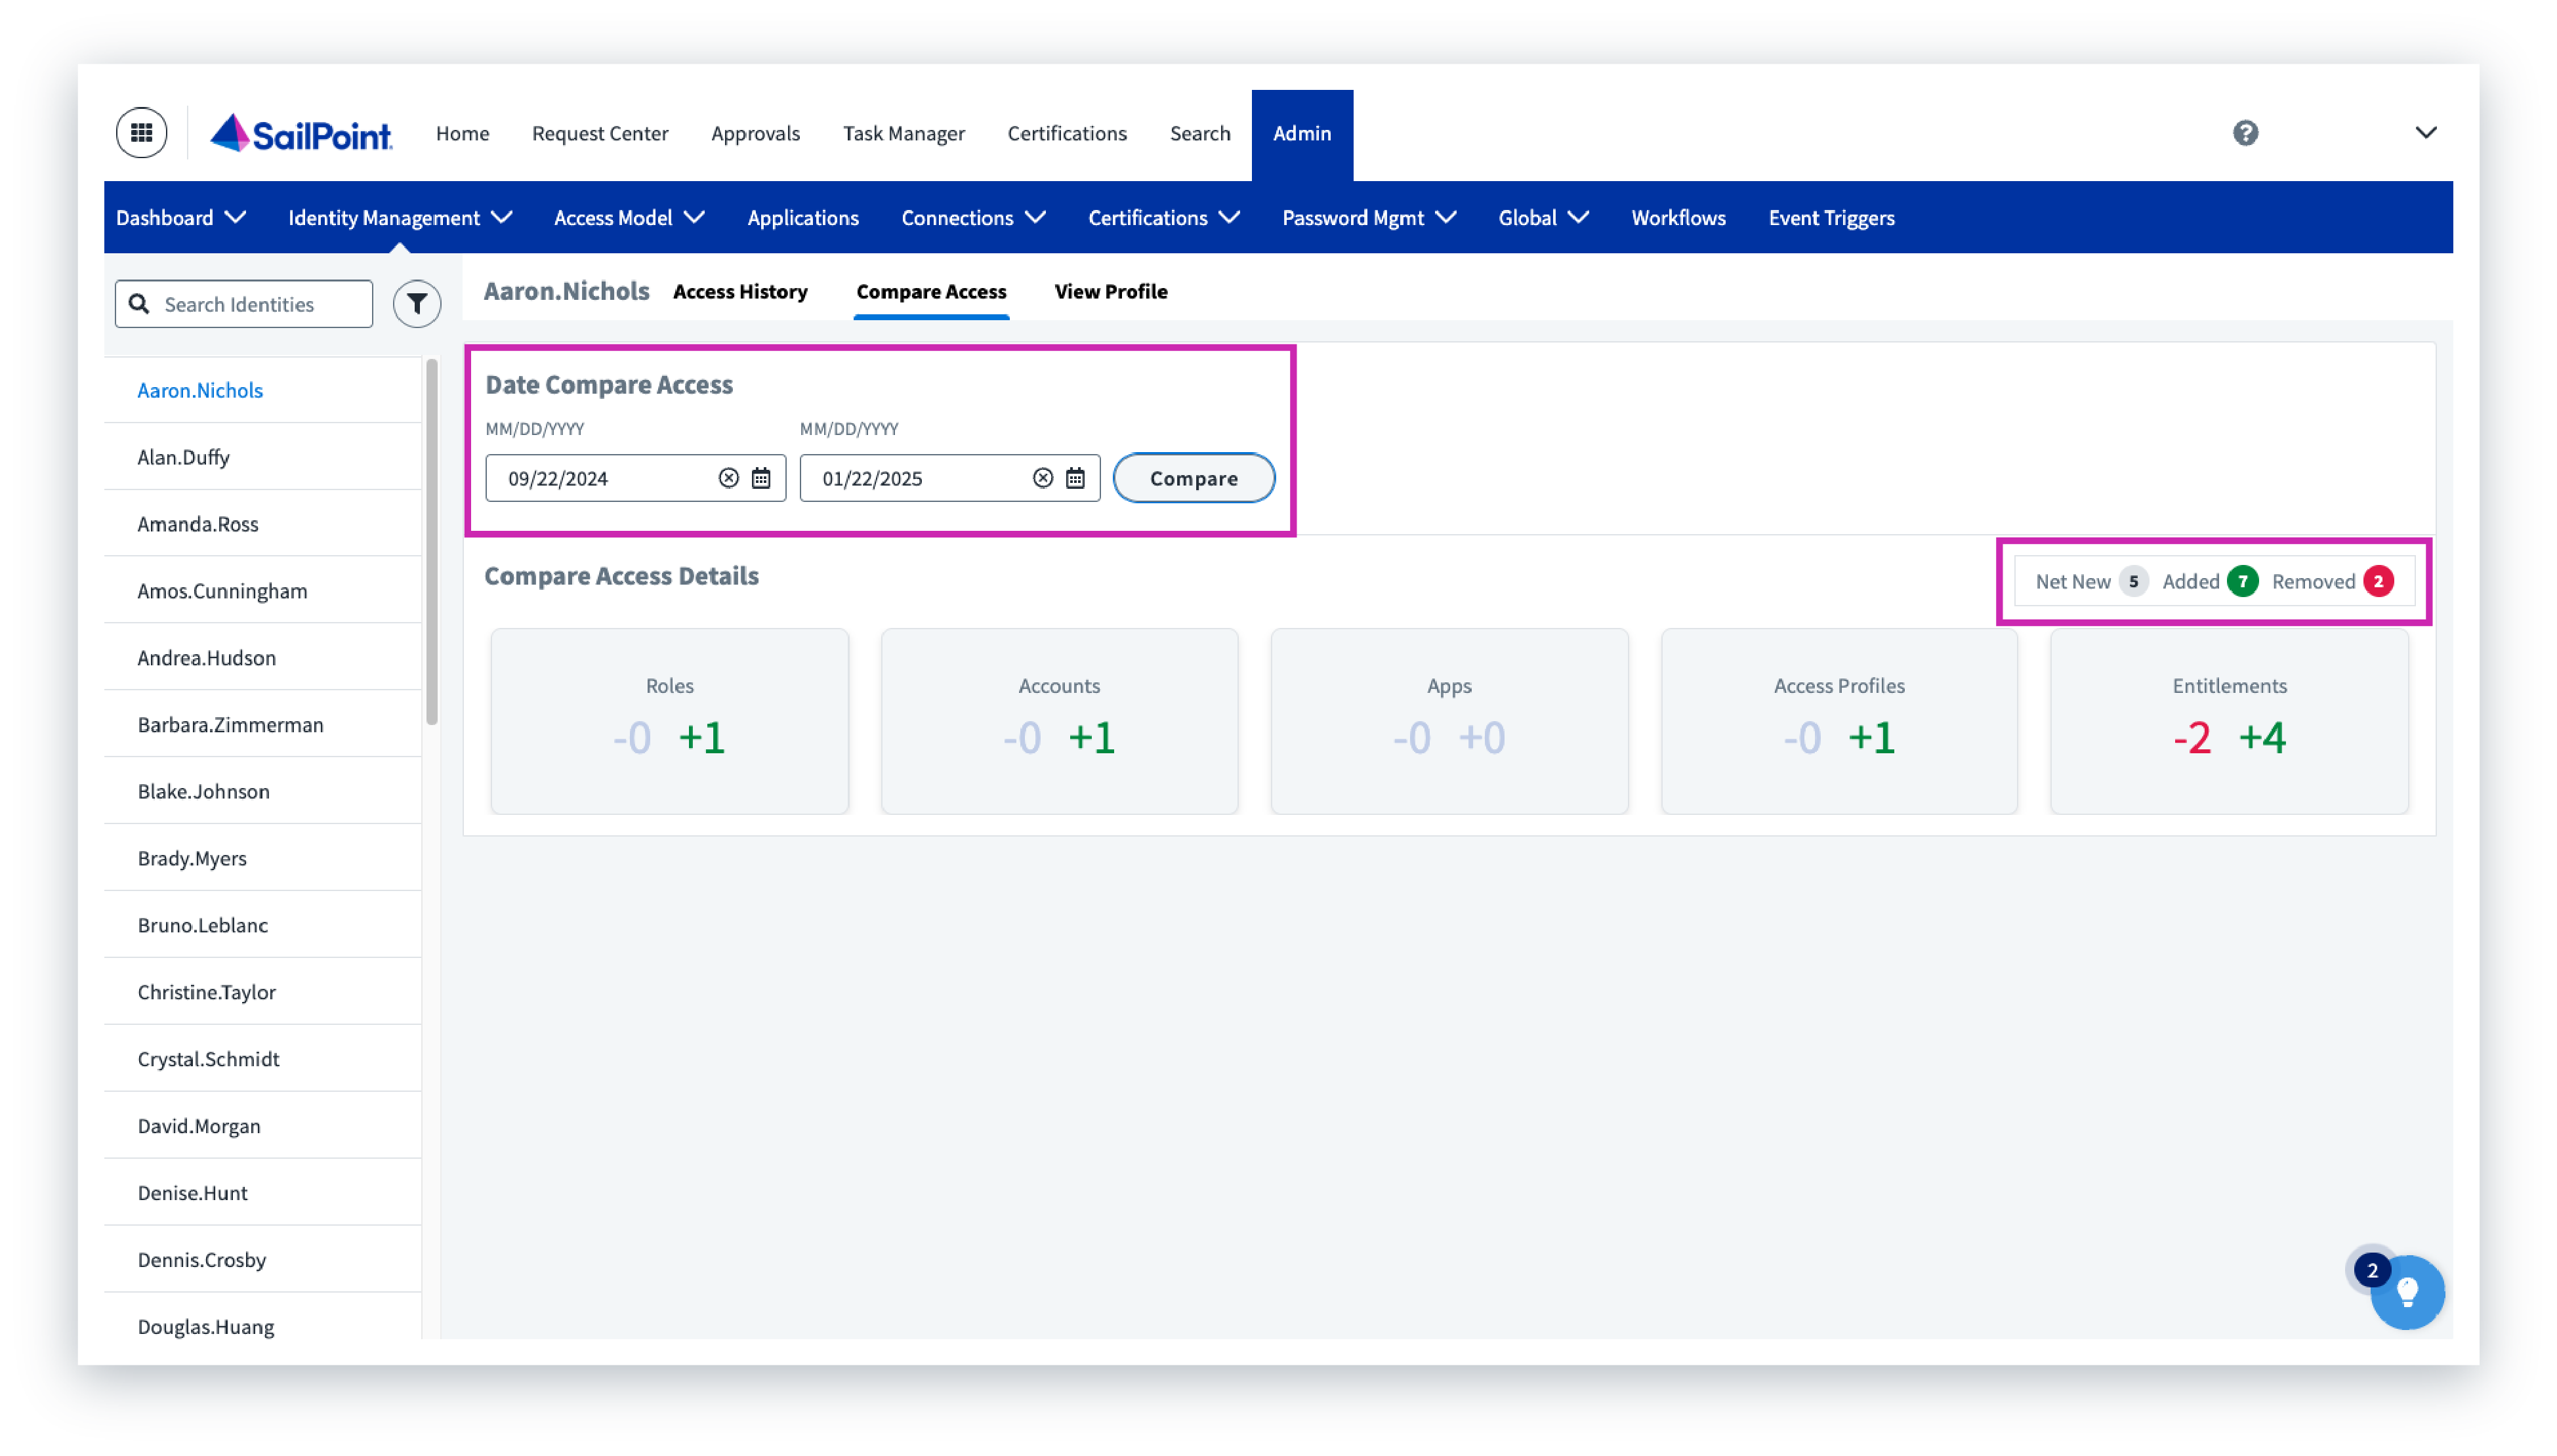 SailPoint Home Request Center Approvals Task Manager Certifications Search Admin
Dashboard Identity Management Access Model Applications Connections Certifications Password Mgmt Global Workflows Event Triggers
Search Identities
Aaron.Nichols Access History Compare Access View Profile
Aaron.Nichols
Alan.Duffy
Amanda.Ross
Amos.Cunningham
Andrea.Hudson
Barbara.Zimmerman
Blake.Johnson
Brady.Myers
Bruno.Leblanc
Christine.Taylor
Crystal.Schmidt
David.Morgan
Denise.Hunt
Dennis.Crosby
Douglas.Huang
Date Compare Access
MM/DD/YYYY MM/DD/YYYY
09/22/2024 01/22/2025 Compare
Compare Access Details
Net New 5 Added 7 Removed 2
Roles Accounts Apps Access Profiles Entitlements
-0 +1 -0 +1 -0 +0 -0 +1 -2 +4
2